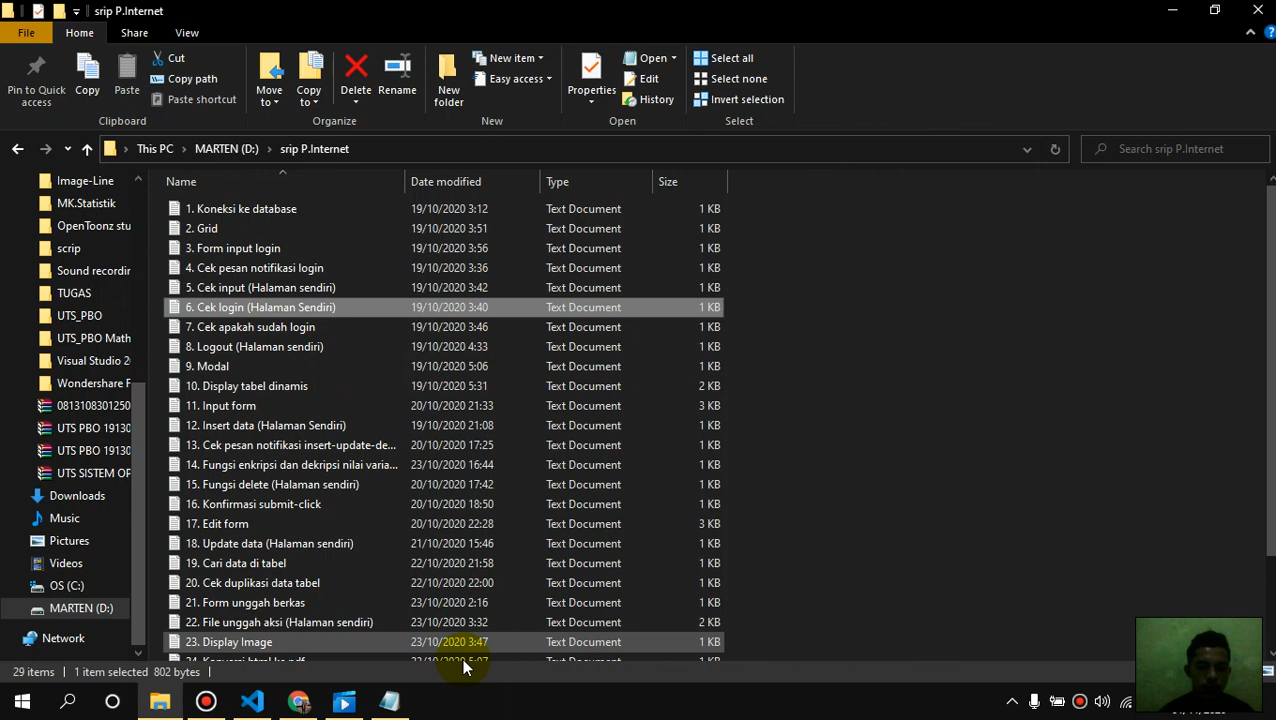 srip P.Internet
File Home Share View
Pin to Quick access
Copy
Paste
Cut
Copy path
Paste shortcut
Clipboard
Move to
Copy to
Delete
Rename
Organize
New folder
New item
Easy access
New
Properties
Open
Edit
History
Open
Select all
Select none
Invert selection
Select
This PC MARTEN (D:) srip P.Internet
Search srip P.Internet
Image-Line
MK.Statistik
OpenToonz stu
scrip
Sound recordin
TUGAS
UTS_PBO
UTS_PBO Math
Visual Studio 20
Wondershare F
0813108301250
UTS PBO 19130
UTS PBO 19130
UTS SISTEM OP
Downloads
Music
Pictures
Videos
OS (C:)
MARTEN (D:)
Network
Name Date modified Type Size
1. Koneksi ke database 19/10/2020 3:12 Text Document 1 KB
2. Grid 19/10/2020 3:51 Text Document 1 KB
3. Form input login 19/10/2020 3:56 Text Document 1 KB
4. Cek pesan notifikasi login 19/10/2020 3:36 Text Document 1 KB
5. Cek input (Halaman sendiri) 19/10/2020 3:42 Text Document 1 KB
6. Cek login (Halaman Sendiri) 19/10/2020 3:40 Text Document 1 KB
7. Cek apakah sudah login 19/10/2020 3:46 Text Document 1 KB
8. Logout (Halaman sendiri) 19/10/2020 4:33 Text Document 1 KB
9. Modal 19/10/2020 5:06 Text Document 1 KB
10. Display tabel dinamis 19/10/2020 5:31 Text Document 2 KB
11. Input form 20/10/2020 21:33 Text Document 3 KB
12. Insert data (Halaman Sendiri) 19/10/2020 21:08 Text Document 1 KB
13. Cek pesan notifikasi insert-update-de... 20/10/2020 17:25 Text Document 1 KB
14. Fungsi enkripsi dan dekripsinilai varia... 23/10/2020 16:44 Text Document 1 KB
15. Fungsi delete (Halaman sendiri) 20/10/2020 17:42 Text Document 1 KB
16. Konfirmasi submit-click 20/10/2020 18:50 Text Document 1 KB
17. Edit form 20/10/2020 22:28 Text Document 3 KB
18. Update data (Halaman sendiri) 21/10/2020 15:46 Text Document 1 KB
19. Cari data di tabel 22/10/2020 21:58 Text Document 1 KB
20. Cek duplikasi data tabel 22/10/2020 22:00 Text Document 1 KB
21. Form unggah berkas 23/10/2020 2:16 Text Document 1 KB
22. File unggah aksi (Halaman sendiri) 23/10/2020 3:32 Text Document 2 KB
23. Display Image 23/10/2020 3:47 Text Document 1 KB
29 items 1 item selected 802 bytes